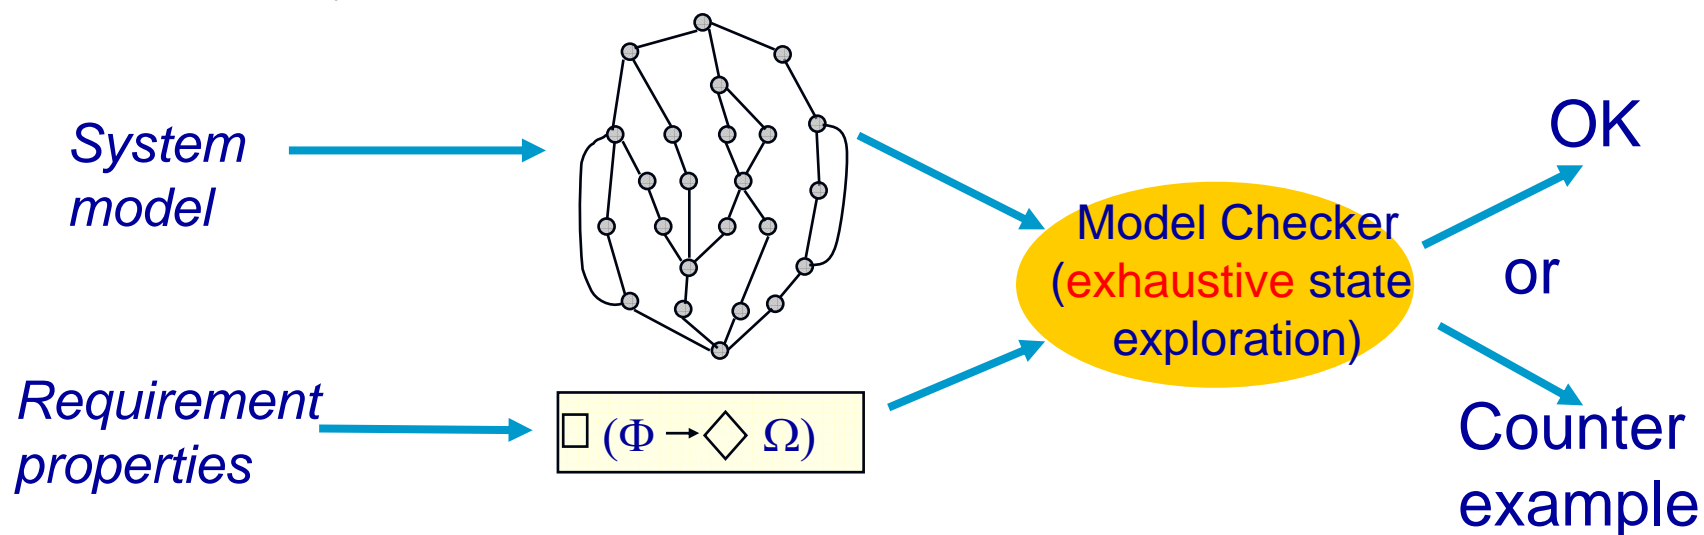 System
model
Requirement
properties
□ (Φ → ◇ Ω)
Model Checker
(exhaustive state
exploration)
OK
or
Counter
example